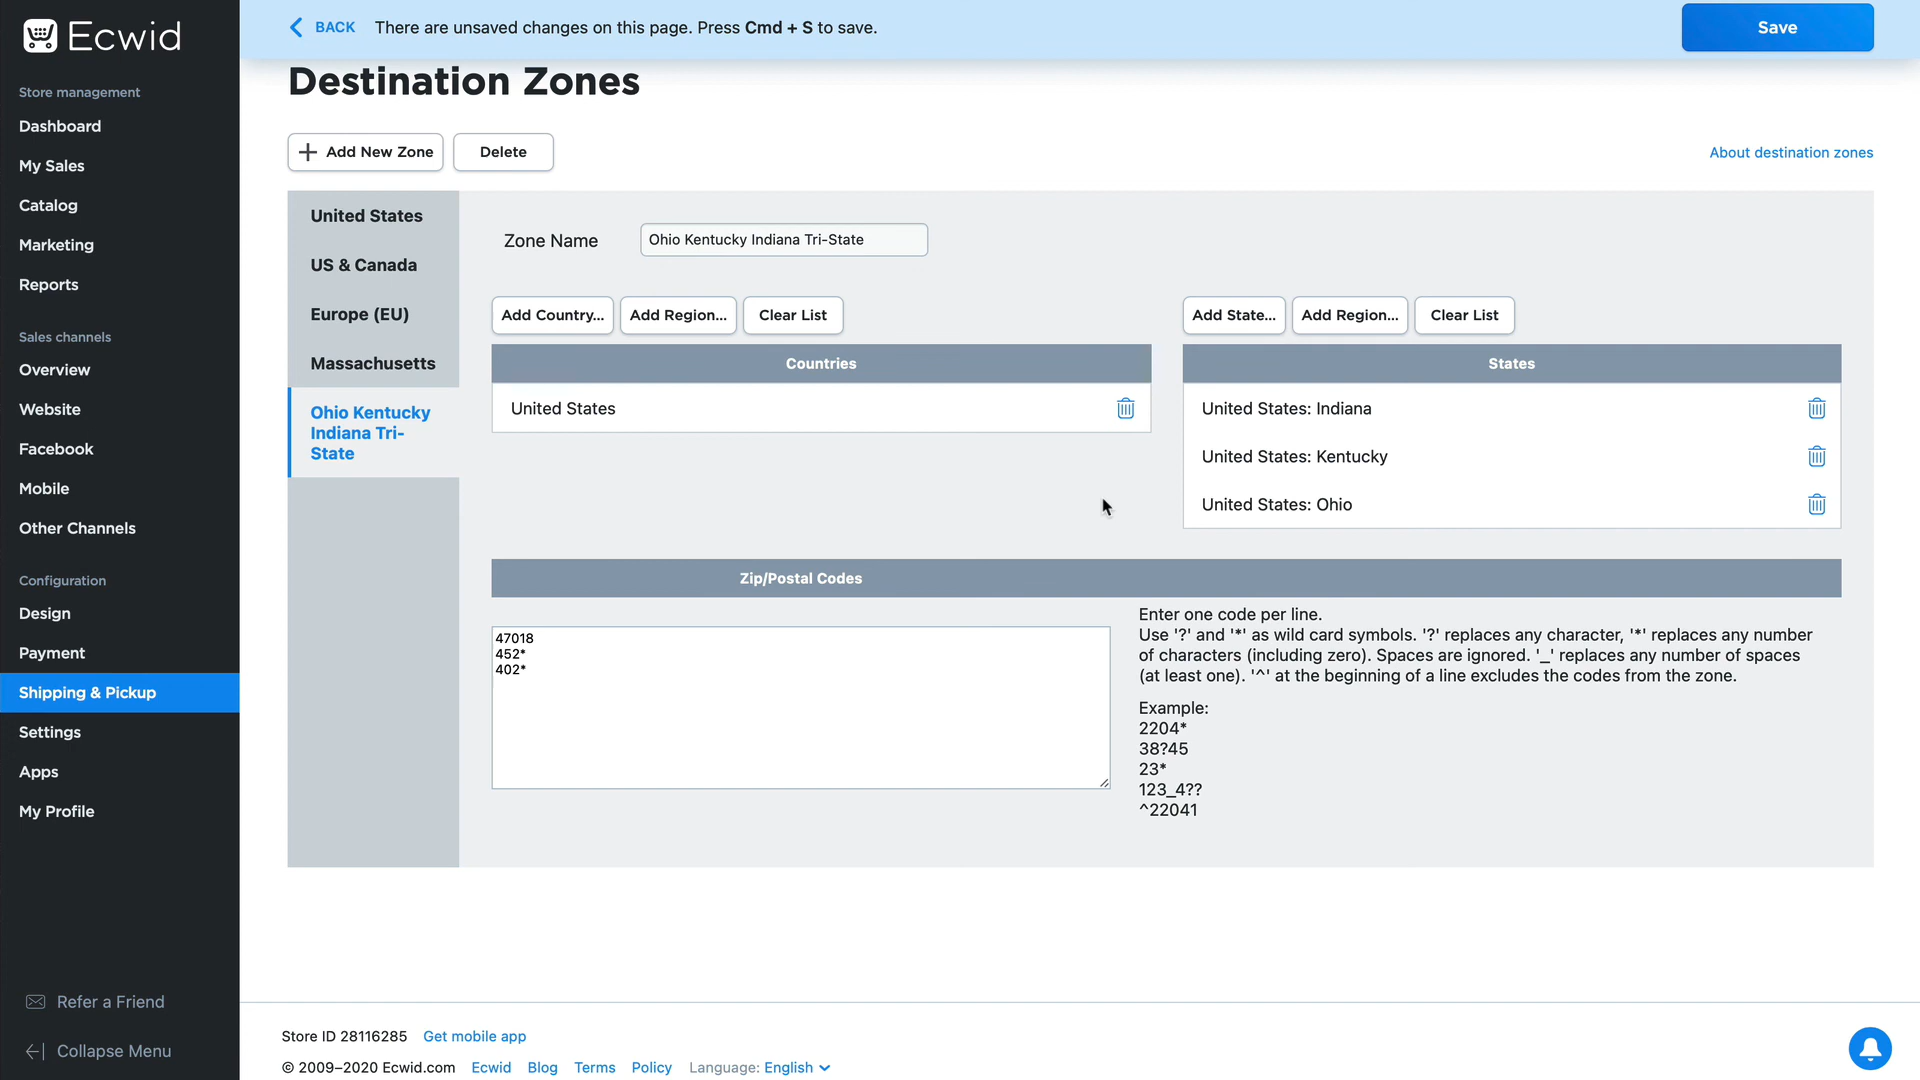 Ecwid
BACK There are unsaved changes on this page. Press Cmd + S to save.
Save
Store management
Dashboard
My Sales
Catalog
Marketing
Reports
Sales channels
Overview
Website
Facebook
Mobile
Other Channels
Configuration
Design
Payment
Shipping & Pickup
Settings
Apps
My Profile
Refer a Friend
Collapse Menu
Destination Zones
Add New Zone
Delete
About destination zones
United States
US & Canada
Europe (EU)
Massachusetts
Ohio Kentucky
Indiana Tri-
State
Zone Name
Ohio Kentucky Indiana Tri-State
Add Country...
Add Region...
Clear List
Countries
United States
Add State...
Add Region...
Clear List
States
United States: Indiana
United States: Kentucky
United States: Ohio
Zip/Postal Codes
47018
452*
402*
Enter one code per line.
Use '?' and '*' as wild card symbols. '?' replaces any character, '*' replaces any number
of characters (including zero). Spaces are ignored. '_' replaces any number of spaces
(at least one). '^' at the beginning of a line excludes the codes from the zone.
Example:
2204*
38?45
23*
123_4??
^22041
Store ID 28116285 Get mobile app
© 2009–2020 Ecwid.com Ecwid Blog Terms Policy Language: English